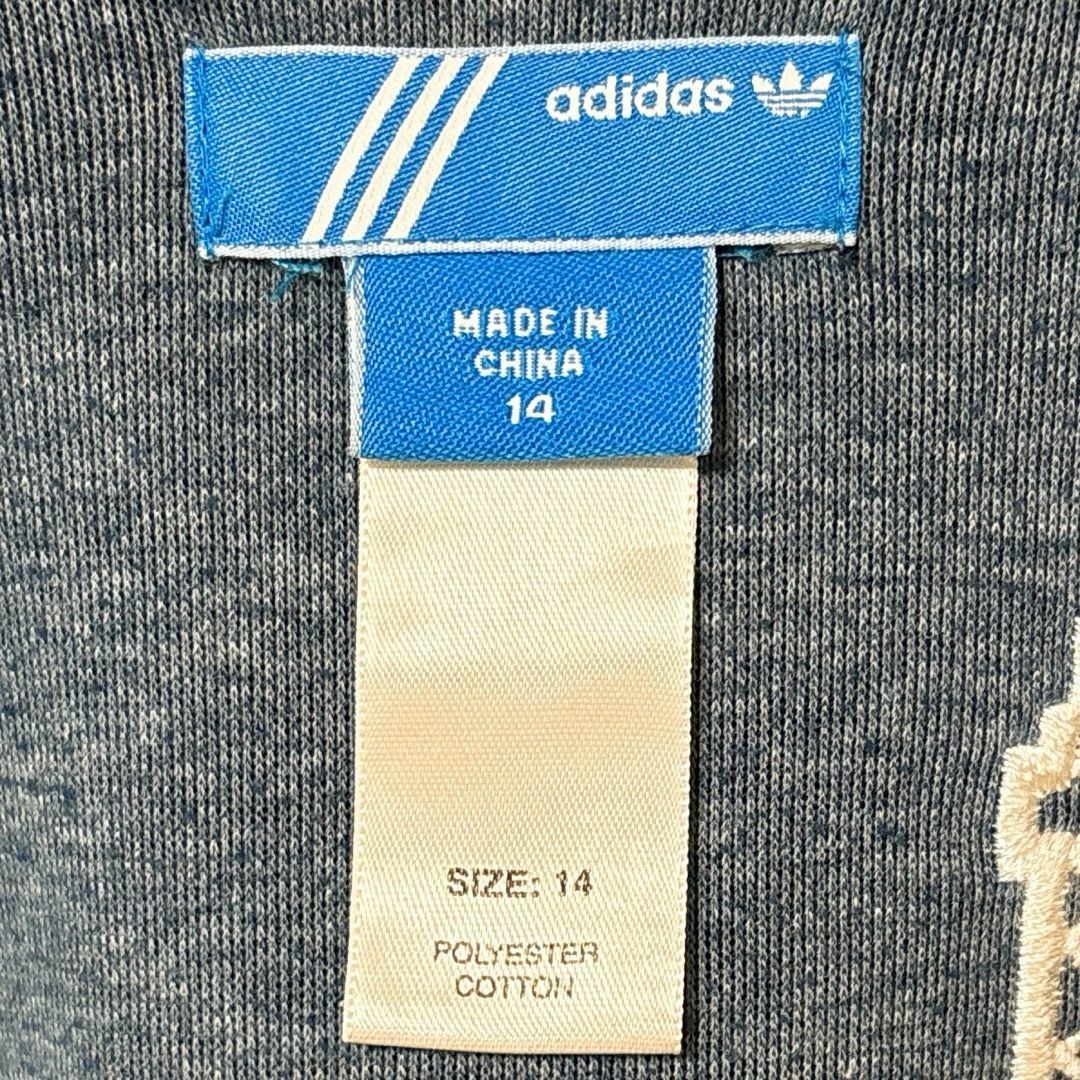 adidas
MADE IN
CHINA
14
SIZE: 14
POLYESTER
COTTON